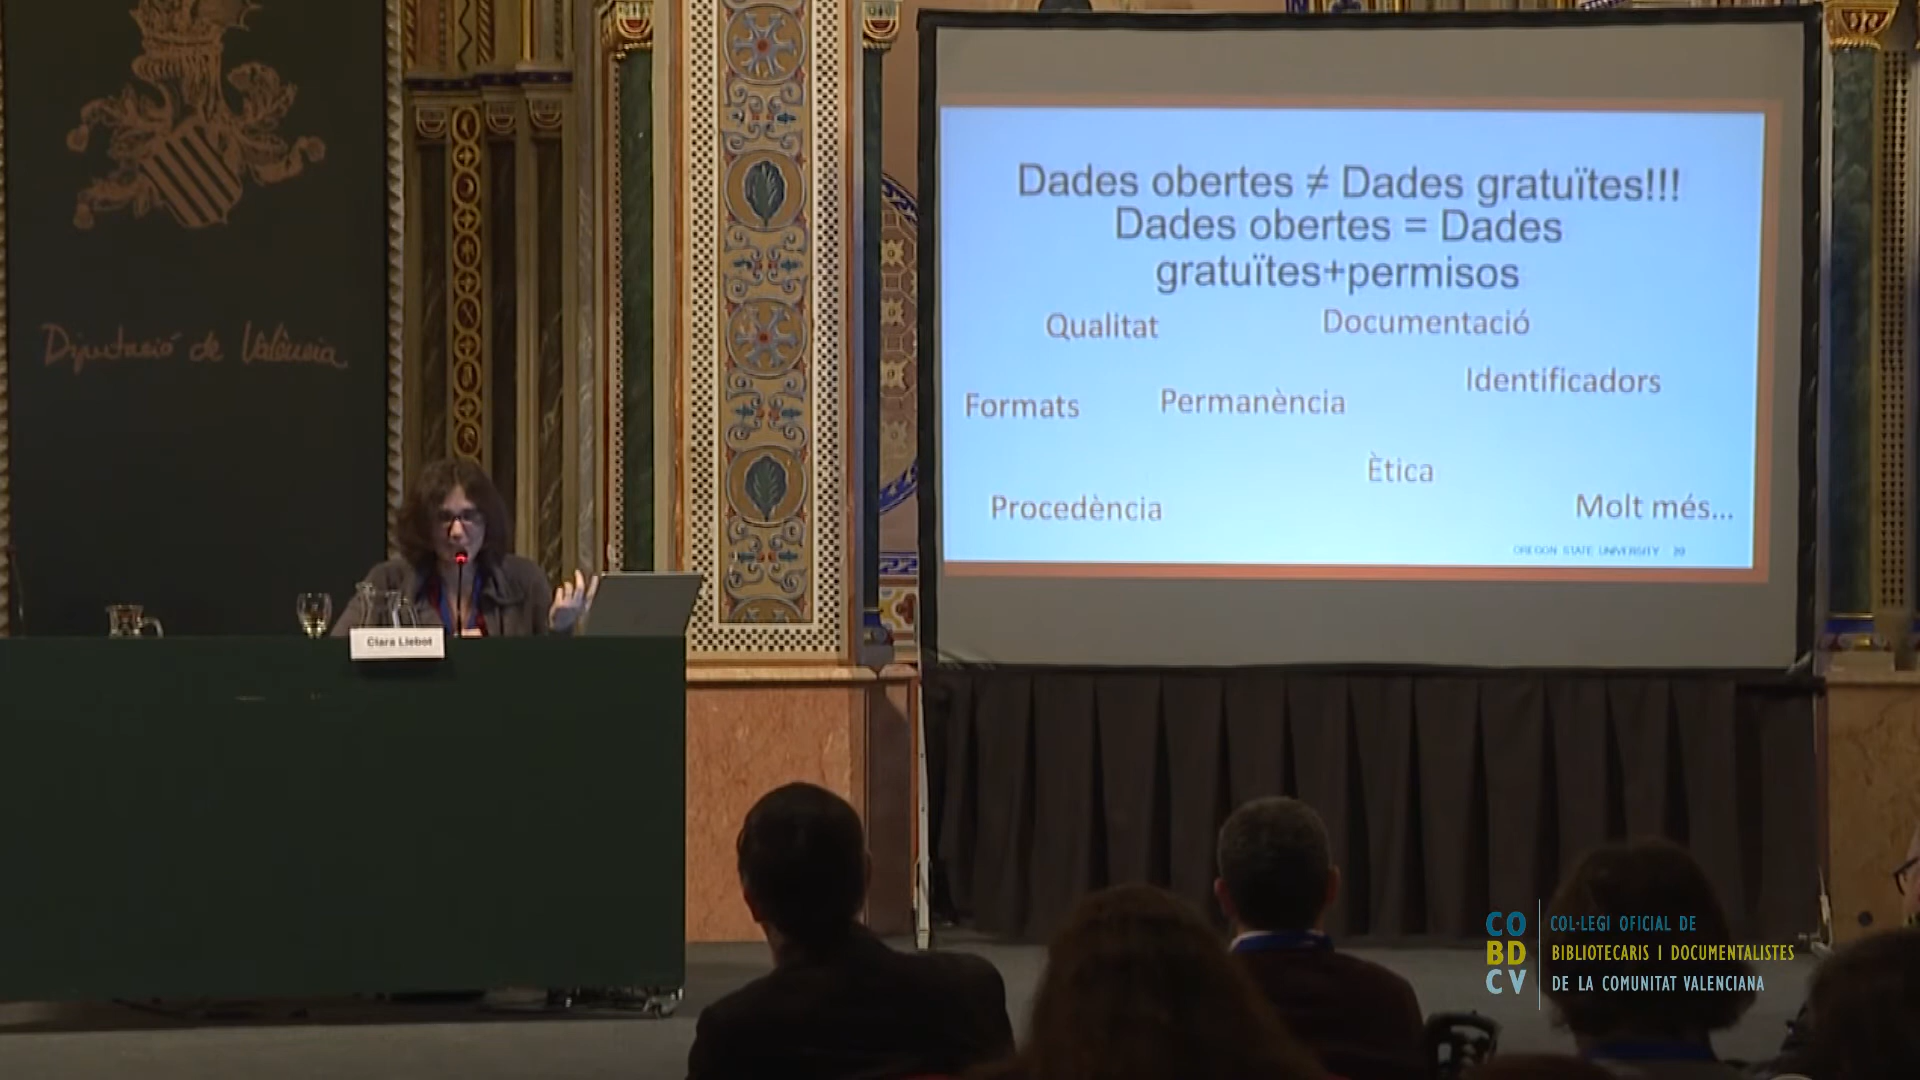 Diputació de València
Clara Llebot
Dades obertes ≠ Dades gratuïtes!!!
Dades obertes = Dades
gratuïtes+permisos
Qualitat
Documentació
Identificadors
Formats
Permanència
Ètica
Procedència
Molt més...
OREGON STATE UNIVERSITY 20
CO
BD
CV
COL·LEGI OFICIAL DE
BIBLIOTECARIS I DOCUMENTALISTES
DE LA COMUNITAT VALENCIANA